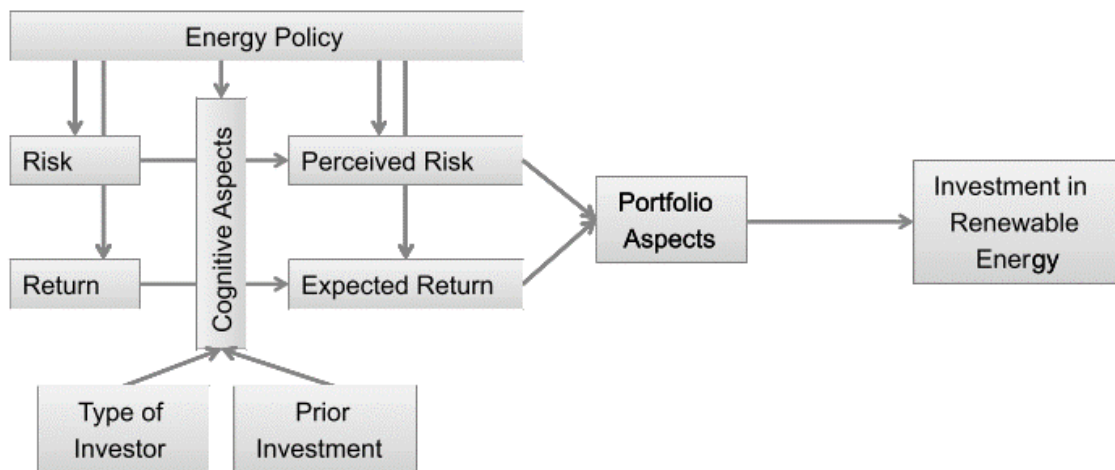 Energy Policy
Risk
Cognitive Aspects
Perceived Risk
Portfolio
Aspects
Investment in
Renewable
Energy
Return
Expected Return
Type of
Investor
Prior
Investment